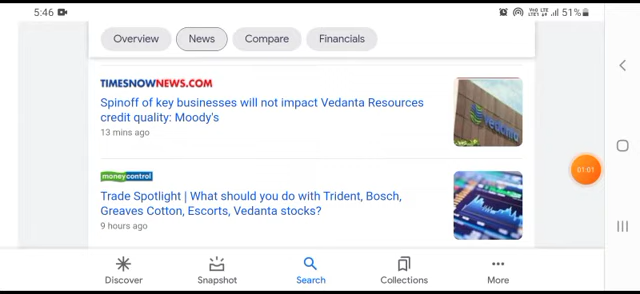 5:46 51%
Overview News Compare Financials
TIMESNOWNEWS.COM
Spinoff of key businesses will not impact Vedanta Resources
credit quality: Moody's
13 mins ago
vedanta
moneycontrol
Trade Spotlight | What should you do with Trident, Bosch,
Greaves Cotton, Escorts, Vedanta stocks?
9 hours ago
01:01
Discover Snapshot Search Collections More